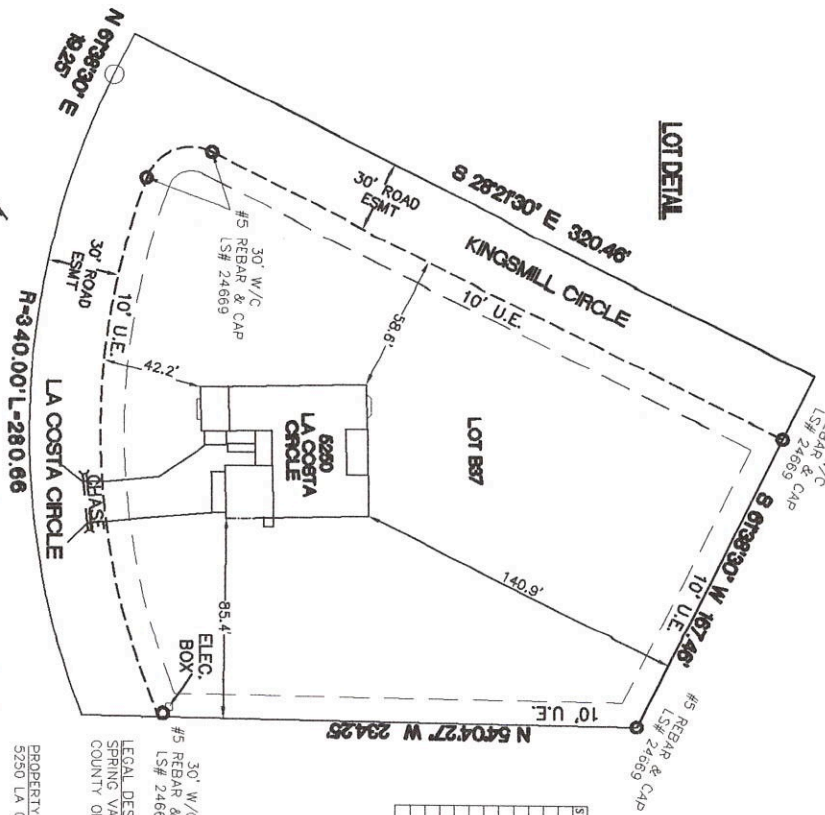 LOT DETAIL
N 61°38'30" E
19.25'
S 28°21'30" E 320.46'
30' ROAD
ESMT
KINGSMILL CIRCLE
10' U.E.
30' W/C
#5 REBAR & CAP
LS# 24669
58.6'
LOT B37
& CAP
LS# 24669
S 61°38'30" W 167.46'
10' U.E.
#5 REBAR & CAP
LS# 24669
30' ROAD
ESMT
10' U.E.
42.2'
5250
LA COSTA
CIRCLE
140.9'
R=340.00' L=280.66
LA COSTA CIRCLE
85.4'
ELEC.
BOX
10' U.E.
N 54°04'27" W 234.25'
30' W/C
#5 REBAR &
LS#
LEGAL DES
SPRING VA
COUNTY O
PROPERTY
5250 LA